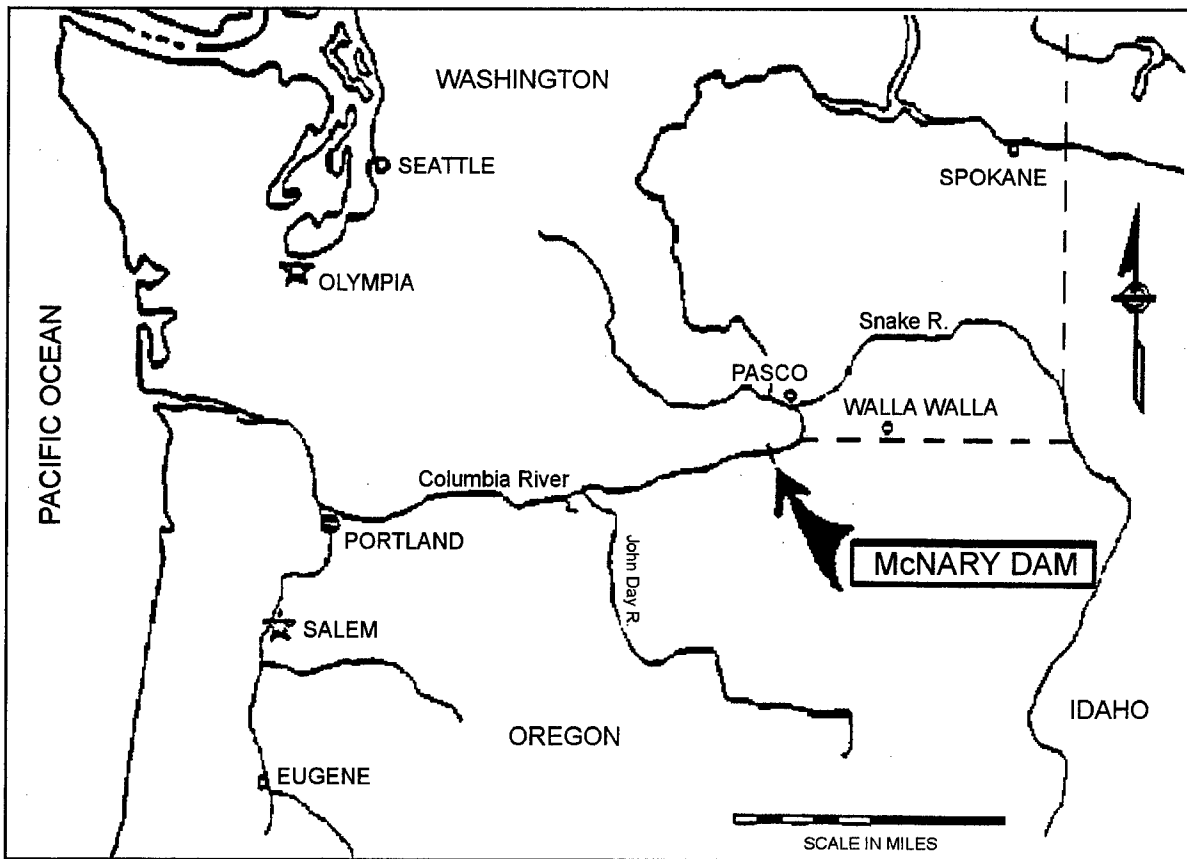 WASHINGTON
SEATTLE
SPOKANE
OLYMPIA
PACIFIC OCEAN
Snake R.
PASCO
WALLA WALLA
Columbia River
PORTLAND
John Day R.
McNARY DAM
SALEM
IDAHO
OREGON
EUGENE
SCALE IN MILES